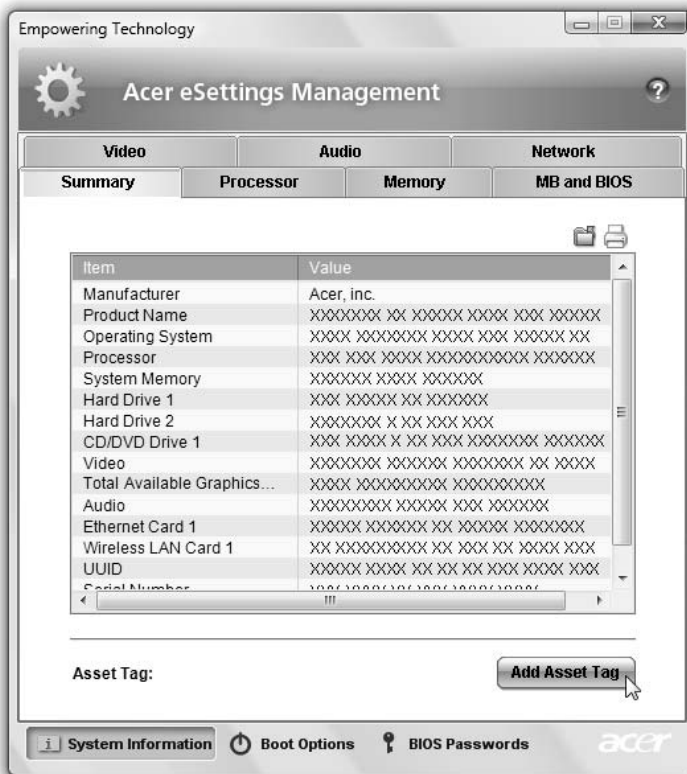 Empowering Technology
Acer eSettings Management
Video Audio Network
Summary Processor Memory MB and BIOS
Item Value
Manufacturer Acer, inc.
Product Name XXXXXXX XX XXXXX XXXX XXX XXXXX
Operating System XXXX XXXXXXX XXXX XXX XXXXX XX
Processor XXX XXX XXXX XXXXXXXXXXX XXXXXX
System Memory XXXXXX XXXX XXXXXX
Hard Drive 1 XXX XXXXX XX XXXXXX
Hard Drive 2 XXXXXXX X XX XXX XXX
CD/DVD Drive 1 XXX XXXX X XX XXX XXXXXXX XXXXXX
Video XXXXXXX XXXXXX XXXXXXX XX XXXX
Total Available Graphics... XXXXX XXXXXXXXX XXXXXXXXX
Audio XXXXXXXX XXXXX XXX XXXXXX
Ethernet Card 1 XXXXX XXXXXX XX XXXXX XXXXXXX
Wireless LAN Card 1 XX XXXXXXXXX XX XXX XX XXXX XXX
UUID XXXXX XXXX XX XX XX XXX XXXX XXX
Serial Number
Asset Tag: Add Asset Tag
System Information Boot Options BIOS Passwords acer